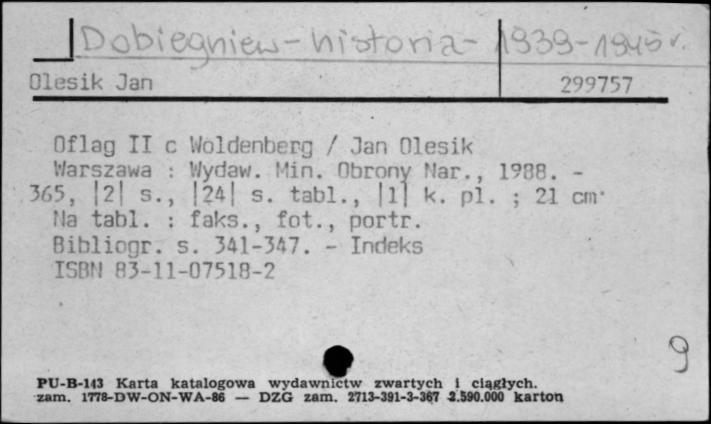 Dobiegniew - historia - 1939-1945 r.
Olesik Jan 299757
Oflag II c Woldenberg / Jan Olesik
Warszawa : Wydaw. Min. Obrony Nar., 1988. -
365, |2| s., |24| s. tabl., |1| k. pl. ; 21 cm.
Na tabl. : faks., fot., portr.
Bibliogr. s. 341-347. - Indeks
ISBN 83-11-07518-2
9
PU-B-143 Karta katalogowa wydawnictw zwartych i ciągłych.
zam. 1778-DW-ON-WA-86 — DZG zam. 2713-391-3-367 2.590.000 karton